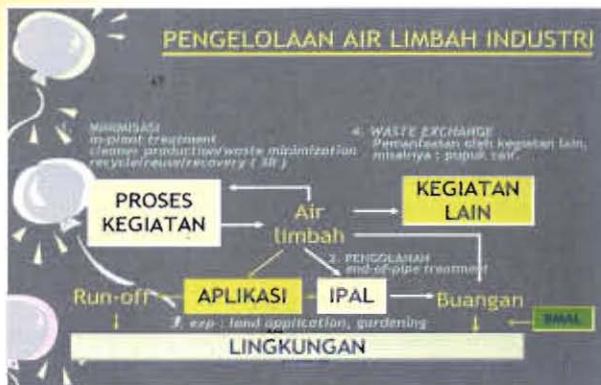 PENGELOLAAN AIR LIMBAH INDUSTRI
1. MINIMISASI
in-plant treatment
cleaner production/waste minimization
recycle/reuse/recovery ( 3R )
4. WASTE EXCHANGE
Pemanfaatan oleh kegiatan lain,
misalnya : pupuk cair.
PROSES
KEGIATAN
Air
limbah
KEGIATAN
LAIN
2. PENGOLAHAN
end-of-pipe treatment
Run-off
APLIKASI
IPAL
Buangan
BMAL
3. exp : land application, gardening
LINGKUNGAN